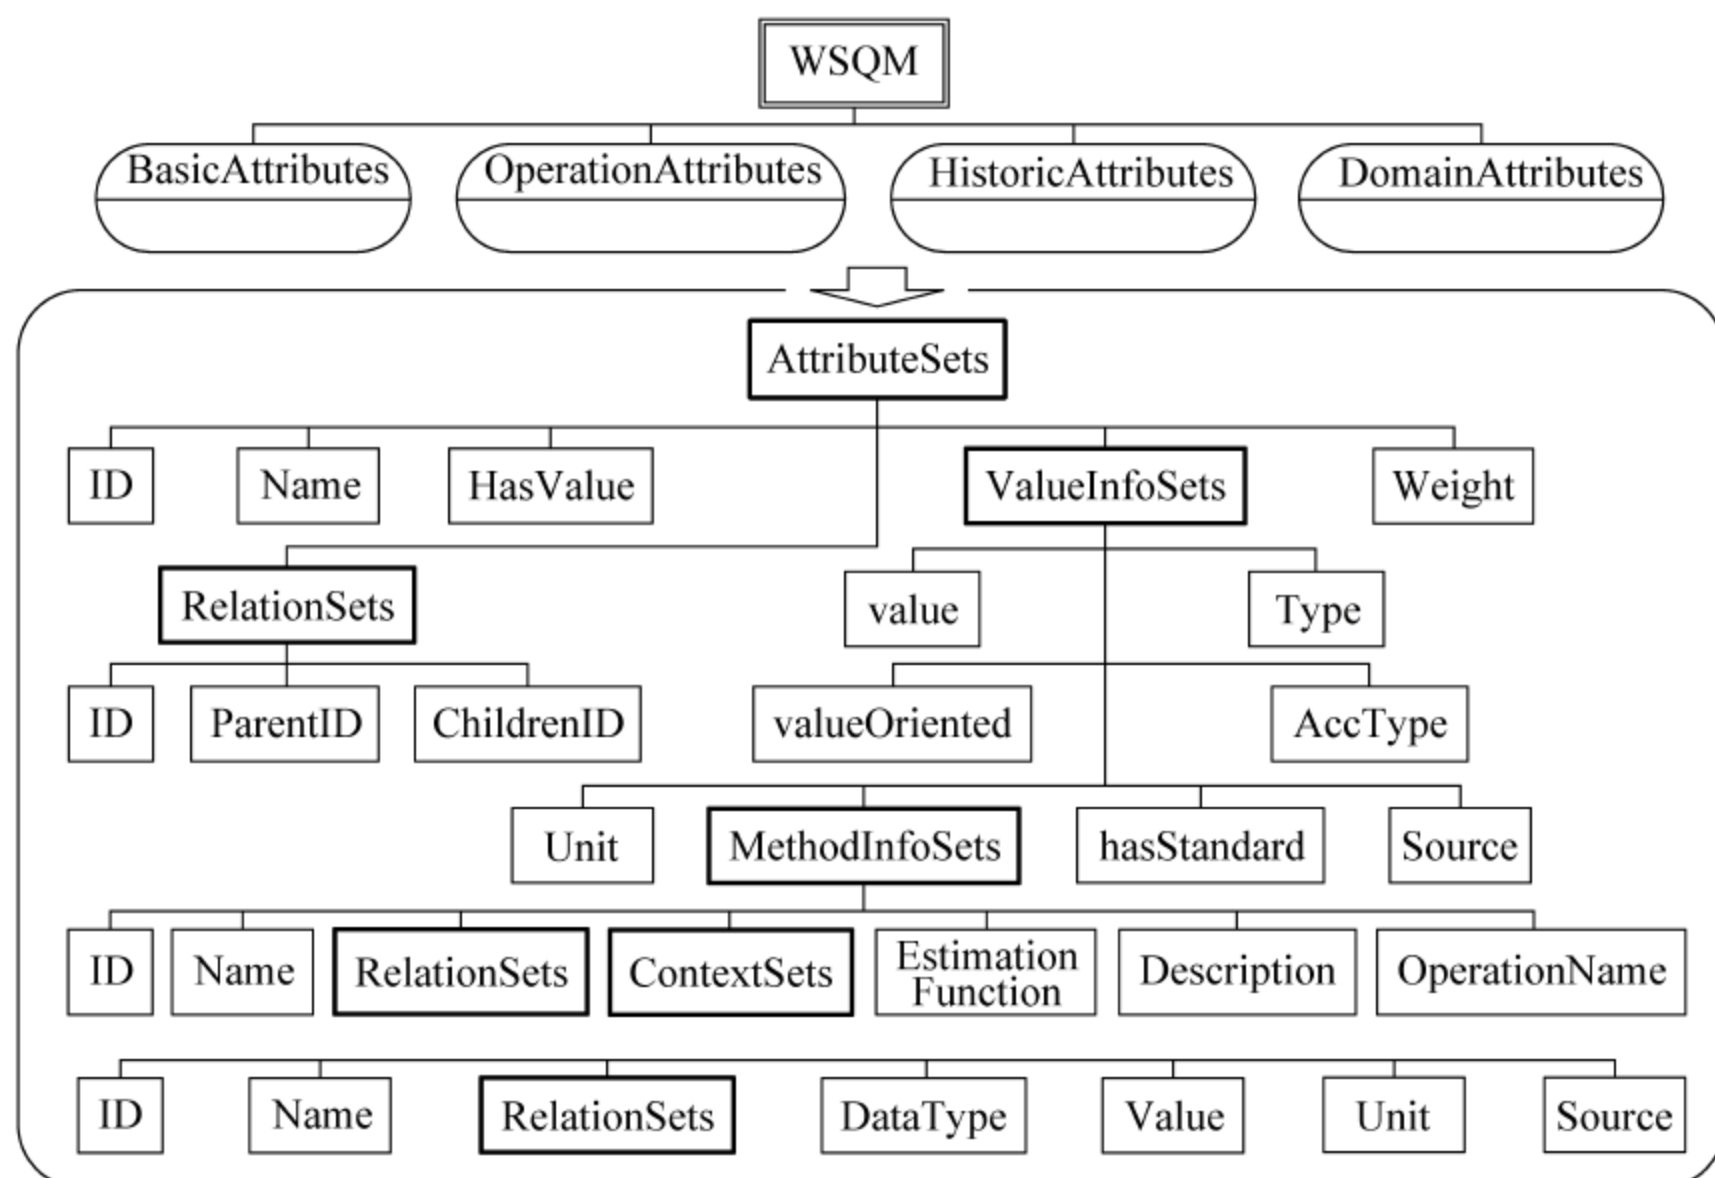 WSQM
BasicAttributes
OperationAttributes
HistoricAttributes
DomainAttributes
AttributeSets
ID
Name
HasValue
ValueInfoSets
Weight
RelationSets
value
Type
ID
ParentID
ChildrenID
valueOriented
AccType
Unit
MethodInfoSets
hasStandard
Source
ID
Name
RelationSets
ContextSets
Estimation
Function
Description
OperationName
ID
Name
RelationSets
DataType
Value
Unit
Source